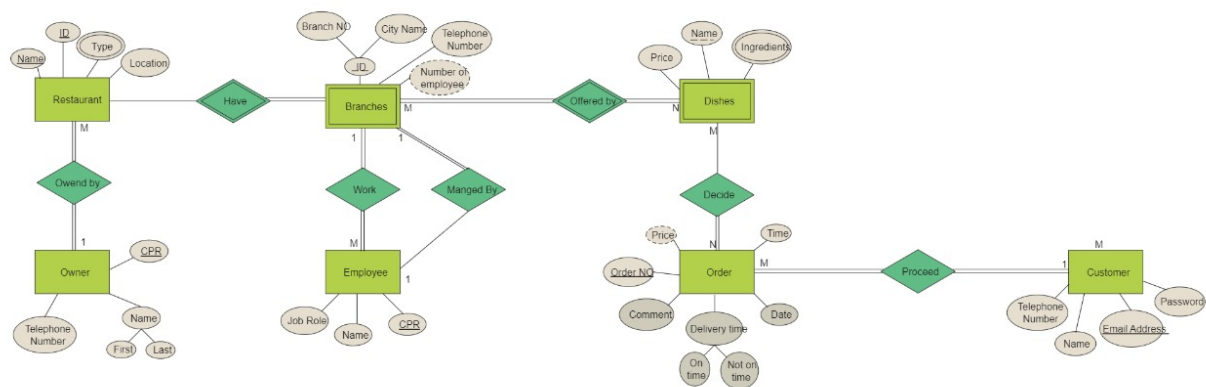 Branch NO
City Name
Telephone
Number
ID
Number of
employee
Name
ID
Type
Location
Restaurant
Have
Branches
M
Offered by
N
Price
Name
Ingredients
Dishes
M
1
1
M
Owend by
Work
Manged By
Decide
1
M
1
N
Owner
CPR
Telephone
Number
Name
First
Last
Employee
Job Role
Name
CPR
Price
Time
Order NO
Order
M
Comment
Delivery time
Date
On
time
Not on
time
Proceed
1
M
Customer
Telephone
Number
Name
Email Address
Password